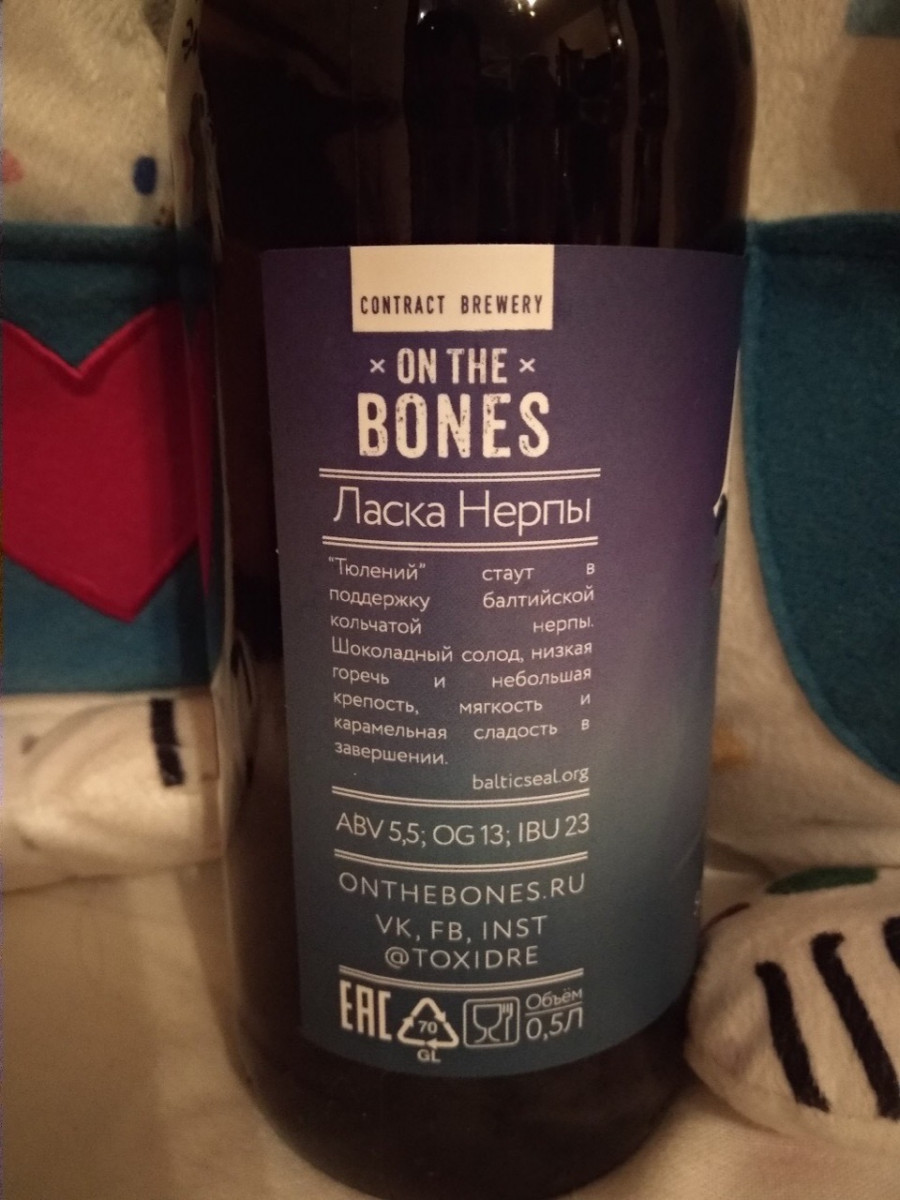 CONTRACT BREWERY
× ON THE ×
BONES
Ласка Нерпы
"Тюлений" стаут в
поддержку балтийской
кольчатой нерпы.
Шоколадный солод, низкая
горечь и небольшая
крепость, мягкость и
карамельная сладость в
завершении.
balticseal.org
ABV 5,5; OG 13; IBU 23
ONTHEBONES.RU
VK, FB, INST
@TOXIDRE
EAC
70
GL
Объём
0,5Л